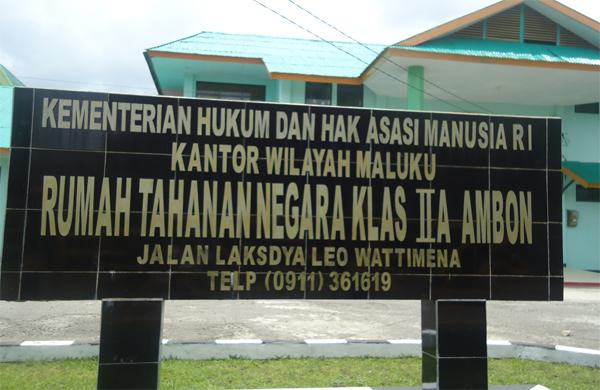 KEMENTERIAN HUKUM DAN HAK ASASI MANUSIA R I
KANTOR WILAYAH MALUKU
RUMAH TAHANAN NEGARA KLAS IIA AMBON
JALAN LAKSDYA LEO WATTIMENA
TELP (0911) 361619